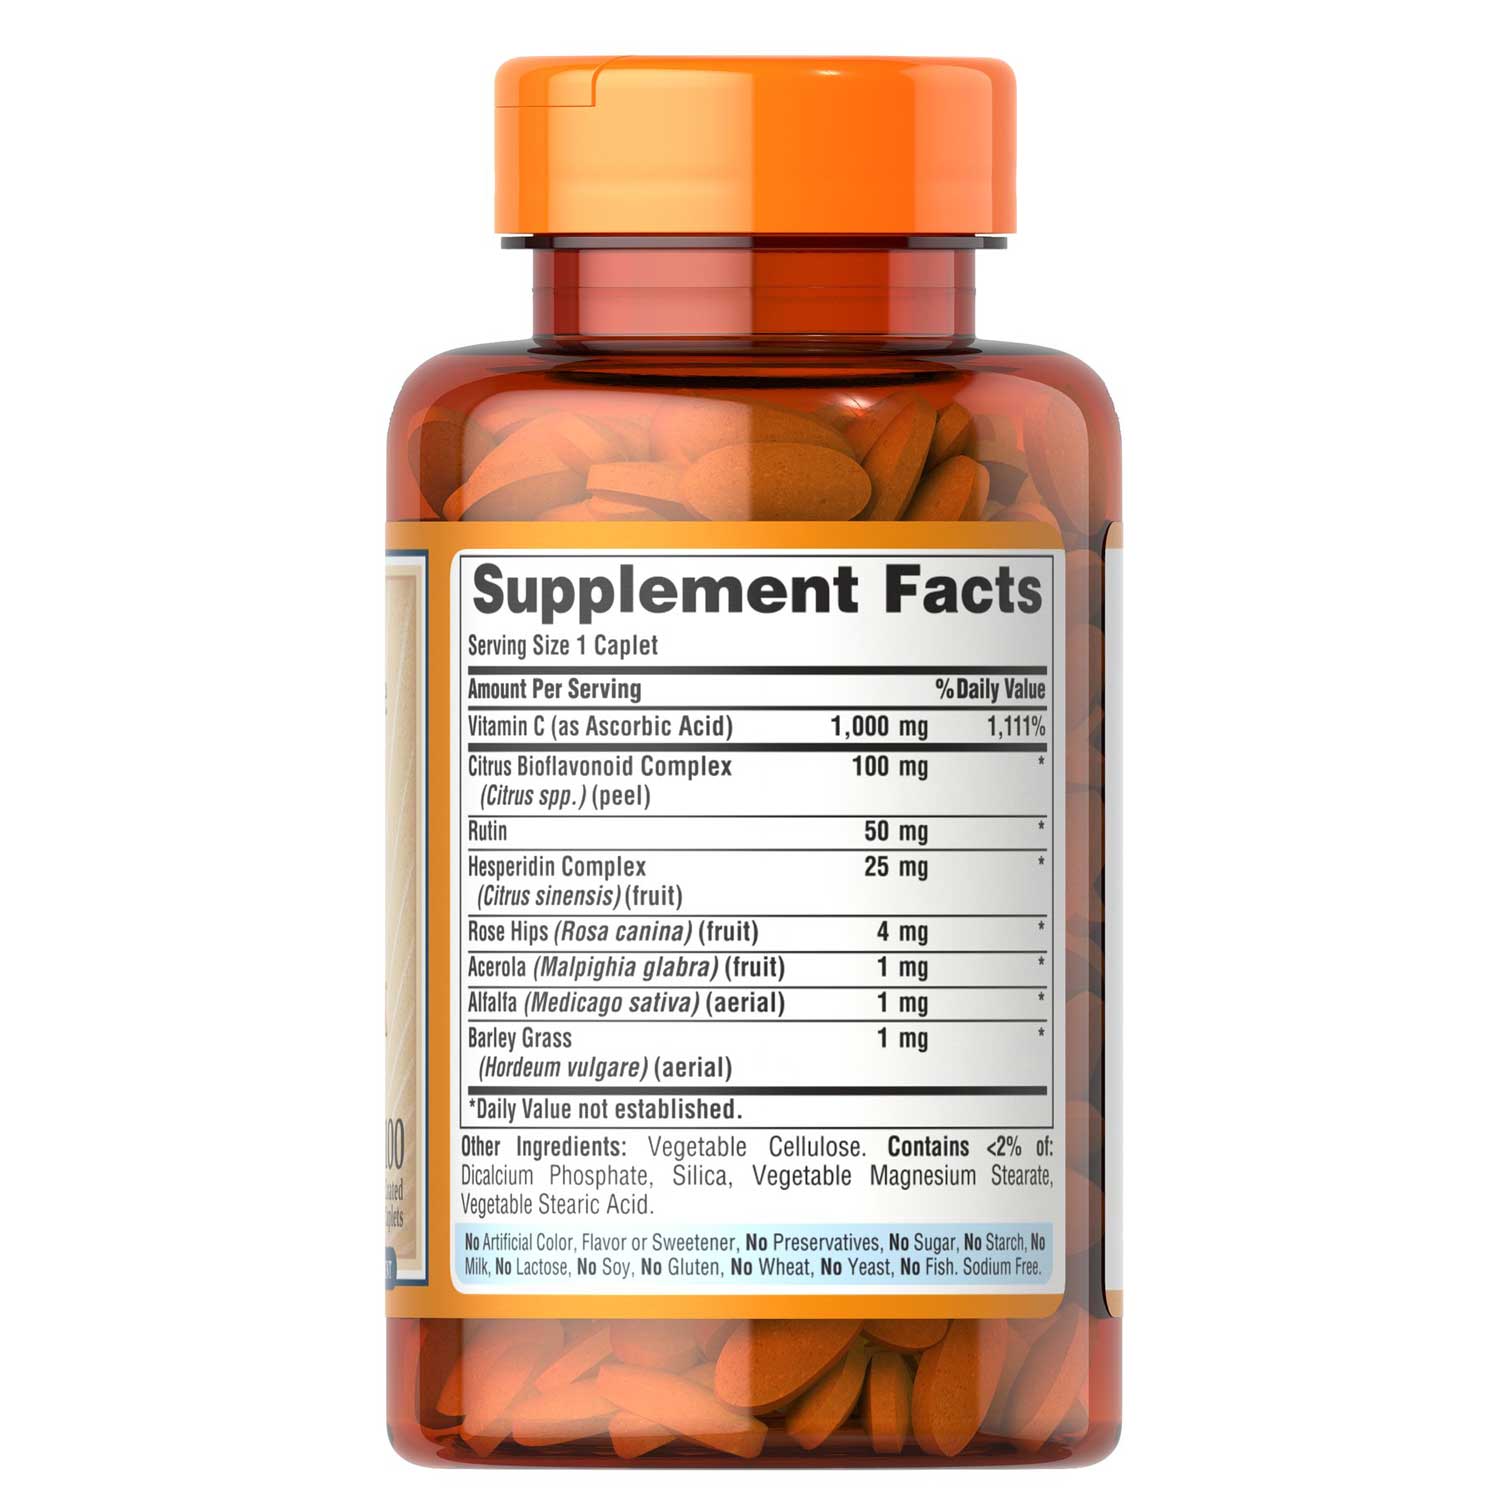 Supplement Facts
Serving Size 1 Caplet
Amount Per Serving %Daily Value
Vitamin C (as Ascorbic Acid) 1,000 mg 1,111%
Citrus Bioflavonoid Complex 100 mg *
(Citrus spp.) (peel)
Rutin 50 mg *
Hesperidin Complex 25 mg *
(Citrus sinensis) (fruit)
Rose Hips (Rosa canina) (fruit) 4 mg *
Acerola (Malpighia glabra) (fruit) 1 mg *
Alfalfa (Medicago sativa) (aerial) 1 mg *
Barley Grass 1 mg *
(Hordeum vulgare) (aerial)
*Daily Value not established.
Other Ingredients: Vegetable Cellulose. Contains <2% of:
Dicalcium Phosphate, Silica, Vegetable Magnesium Stearate,
Vegetable Stearic Acid.
No Artificial Color, Flavor or Sweetener, No Preservatives, No Sugar, No Starch, No
Milk, No Lactose, No Soy, No Gluten, No Wheat, No Yeast, No Fish. Sodium Free.